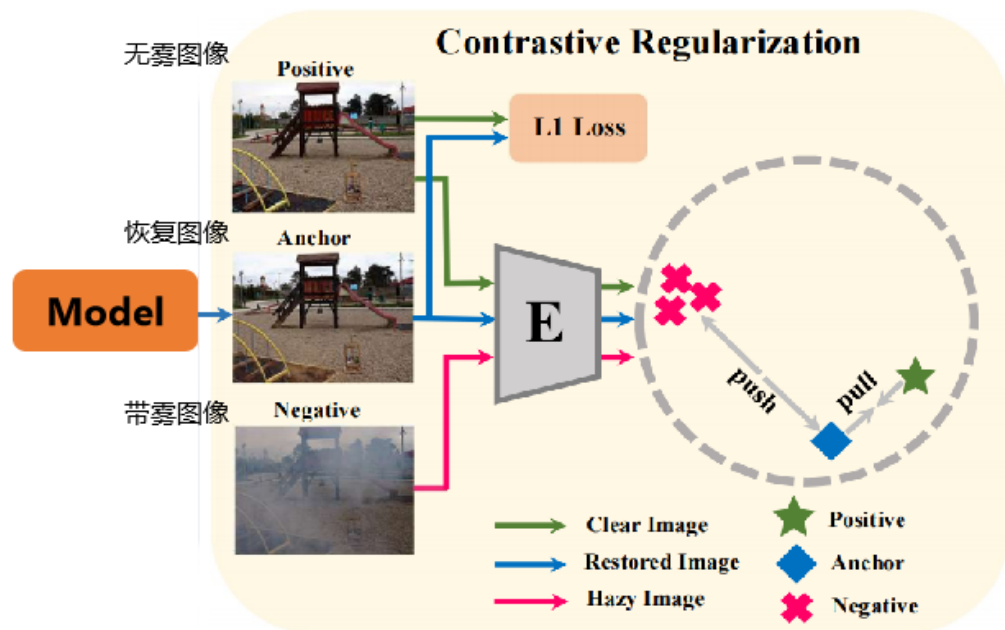 Contrastive Regularization
无雾图像
Positive
L1 Loss
恢复图像
Anchor
Model
E
带雾图像
Negative
push
pull
Clear Image
Positive
Restored Image
Anchor
Hazy Image
Negative